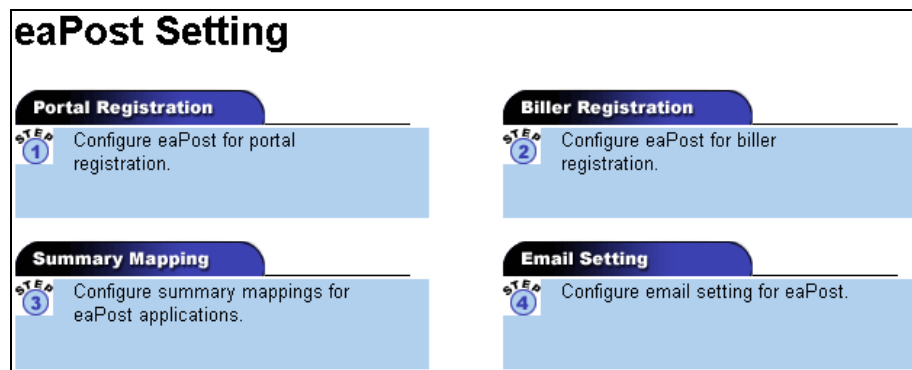 eaPost Setting
Portal Registration
STEP
1
Configure eaPost for portal
registration.
Biller Registration
STEP
2
Configure eaPost for biller
registration.
Summary Mapping
STEP
3
Configure summary mappings for
eaPost applications.
Email Setting
STEP
4
Configure email setting for eaPost.